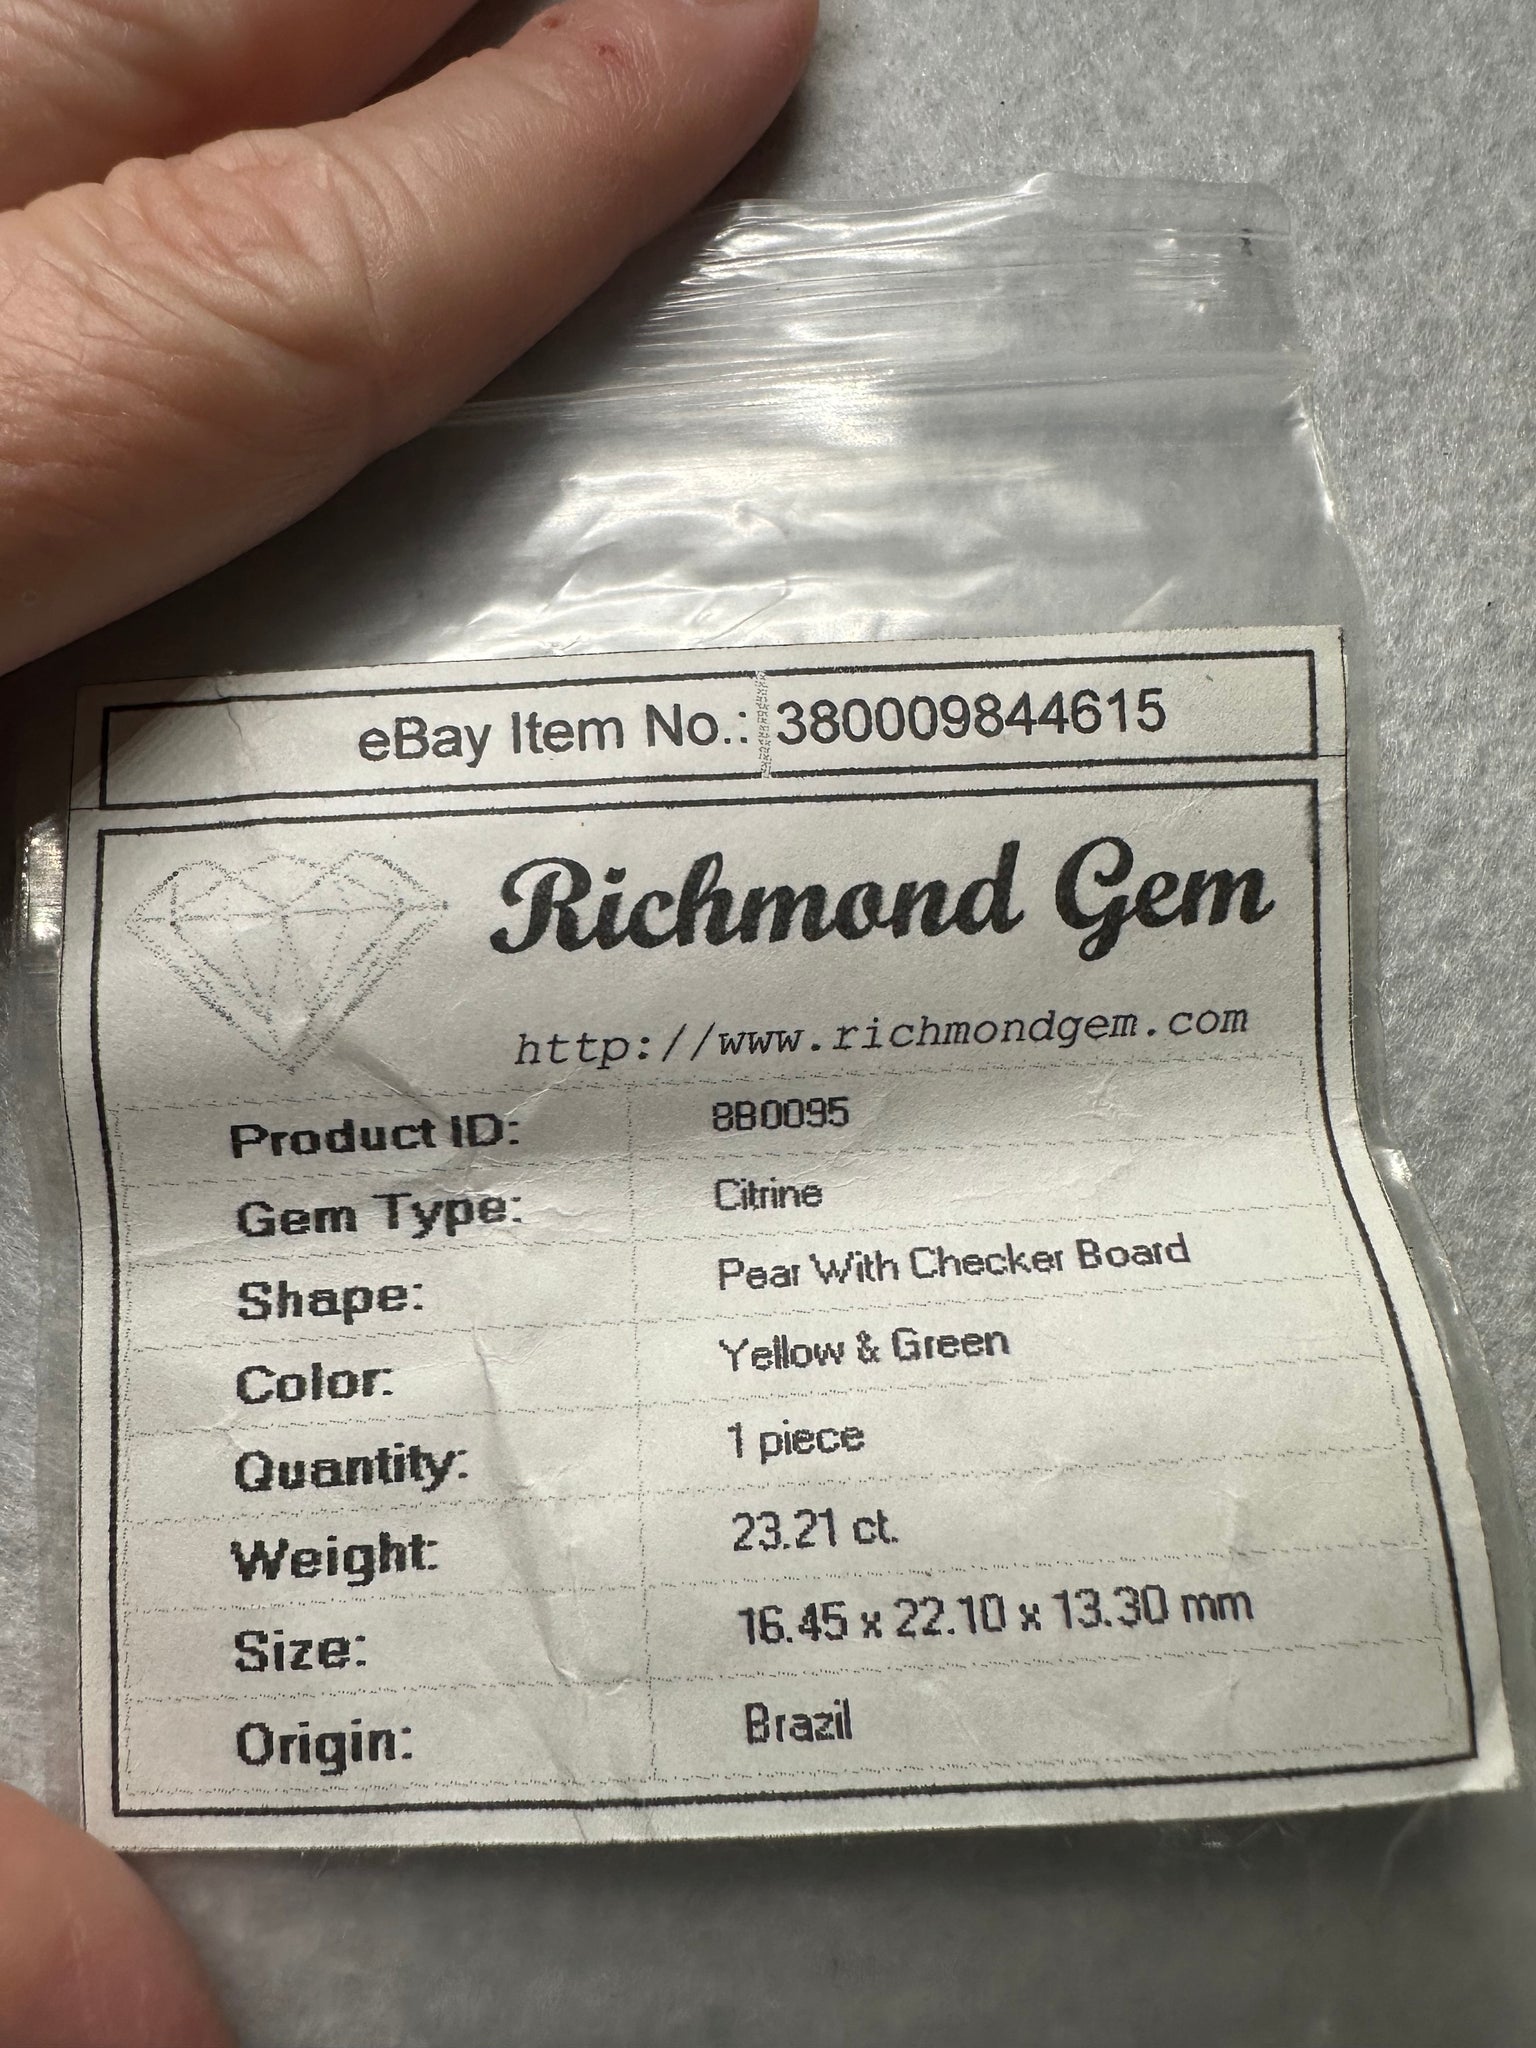 eBay Item No.: 380009844615
Richmond Gem
http://www.richmondgem.com
Product ID: 8B0095
Gem Type: Citrine
Shape: Pear With Checker Board
Color: Yellow & Green
Quantity: 1 piece
Weight: 23.21 ct.
Size: 16.45 x 22.10 x 13.30 mm
Origin: Brazil